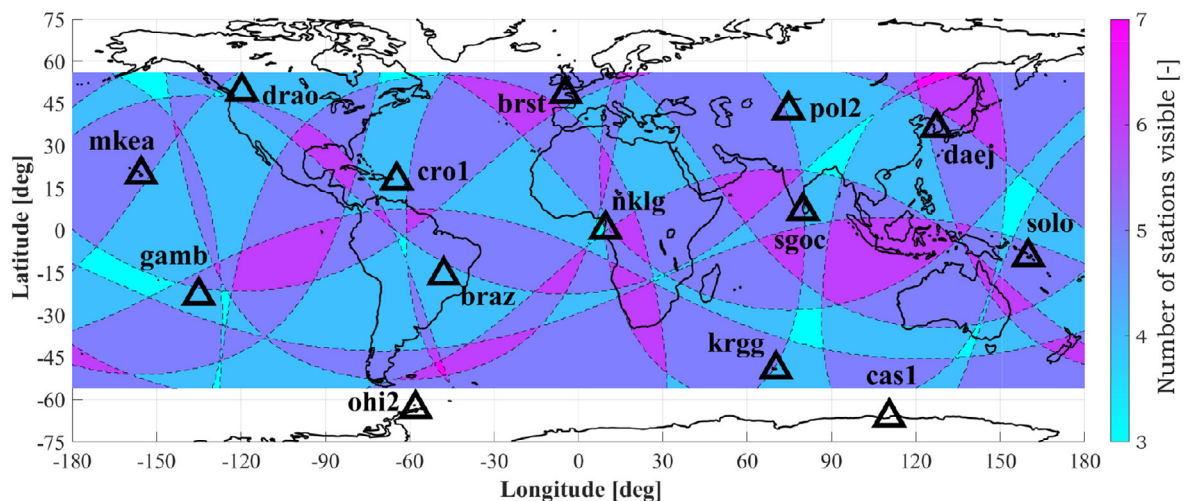 75
60
45
30
15
0
-15
-30
-45
-60
-75
Latitude [deg]
-180 -150 -120 -90 -60 -30 0 30 60 90 120 150 180
Longitude [deg]
drao
brst
pol2
daej
mkea
cro1
nklg
sgoc
solo
gamb
braz
krgg
cas1
ohi2
7
6
5
4
3
Number of stations visible [-]